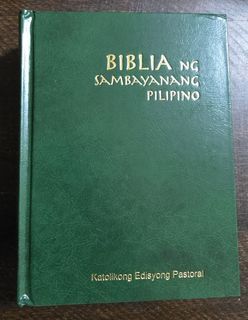 BIBLIA NG
SAMBAYANANG
PILIPINO
Katolikong Edisyong Pastoral